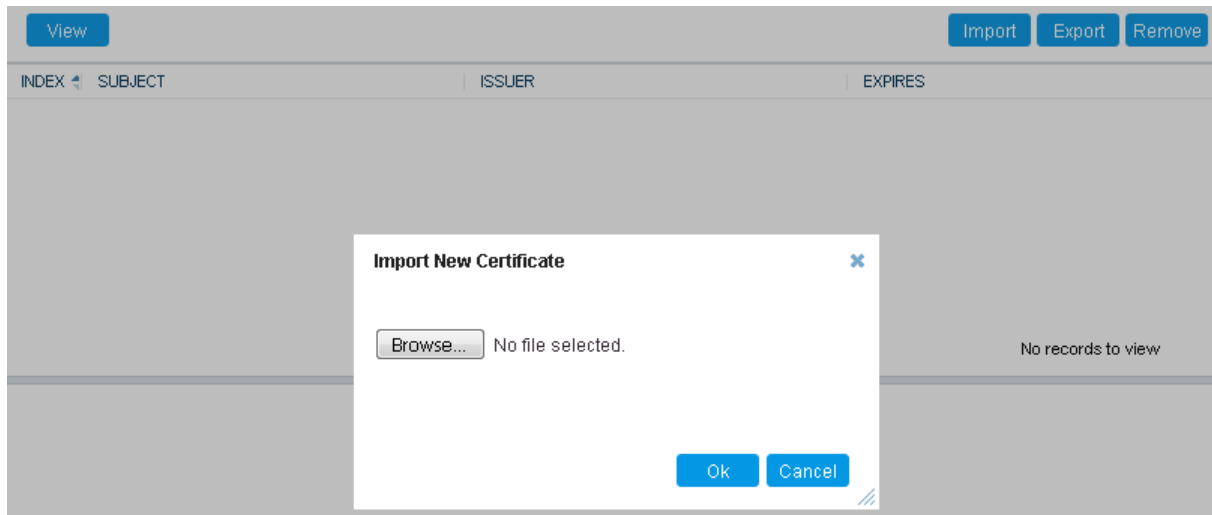 View Import Export Remove
INDEX SUBJECT ISSUER EXPIRES
Import New Certificate
Browse... No file selected.
No records to view
Ok Cancel